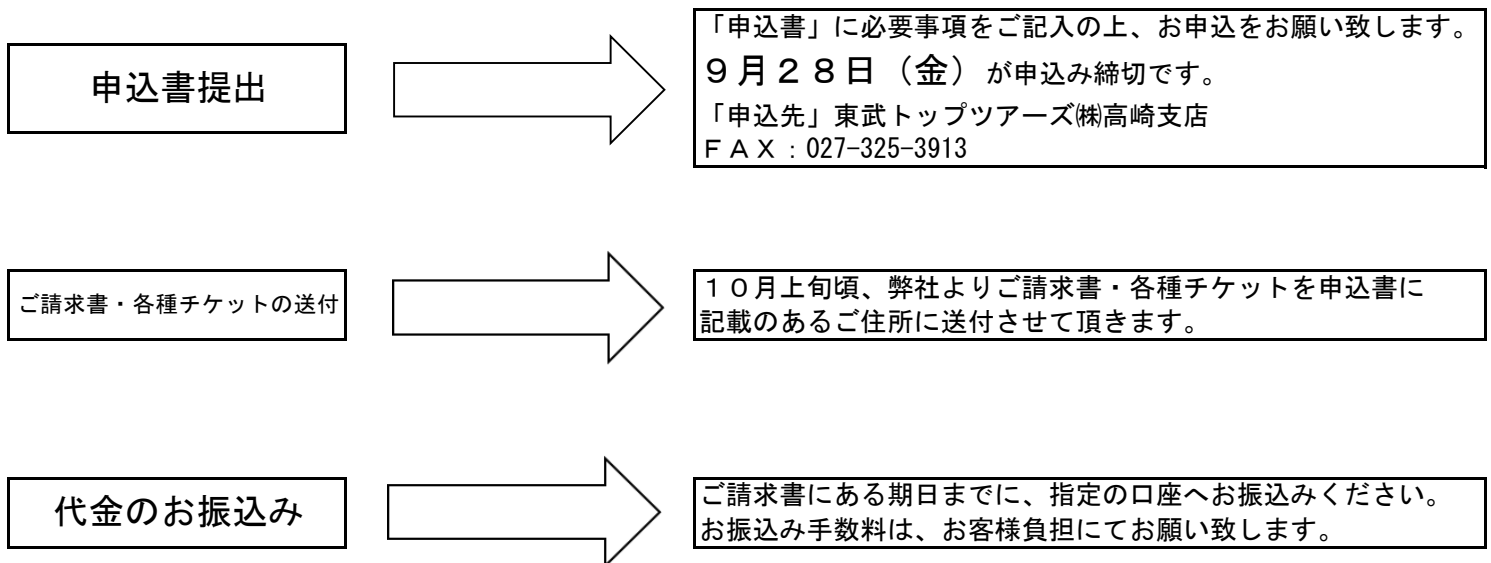 申込書提出
「申込書」に必要事項をご記入の上、お申込をお願い致します。
９月２８日（金）が申込み締切です。
「申込先」東武トップツアーズ㈱高崎支店
ＦＡＸ：027-325-3913
ご請求書・各種チケットの送付
１０月上旬頃、弊社よりご請求書・各種チケットを申込書に
記載のあるご住所に送付させて頂きます。
代金のお振込み
ご請求書にある期日までに、指定の口座へお振込みください。
お振込み手数料は、お客様負担にてお願い致します。